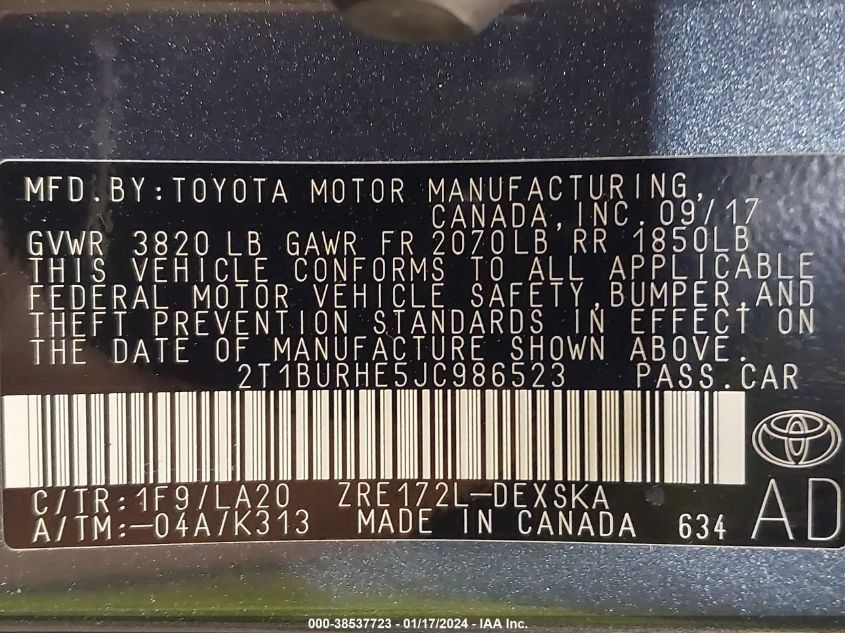 MFD.BY:TOYOTA MOTOR MANUFACTURING,
CANADA,INC. 09/17
GVWR 3820 LB GAWR FR 2070LB RR 1850LB
THIS VEHICLE CONFORMS TO ALL APPLICABLE
FEDERAL MOTOR VEHICLE SAFETY,BUMPER,AND
THEFT PREVENTION STANDARDS IN EFFECT ON
THE DATE OF MANUFACTURE SHOWN ABOVE.
2T1BURHE5JC986523 PASS.CAR
C/TR:1F9/LA20 ZRE172L-DEXSKA
A/TM:-04A/K313 MADE IN CANADA 634 AD
000-38537723 - 01/17/2024 - IAA Inc.